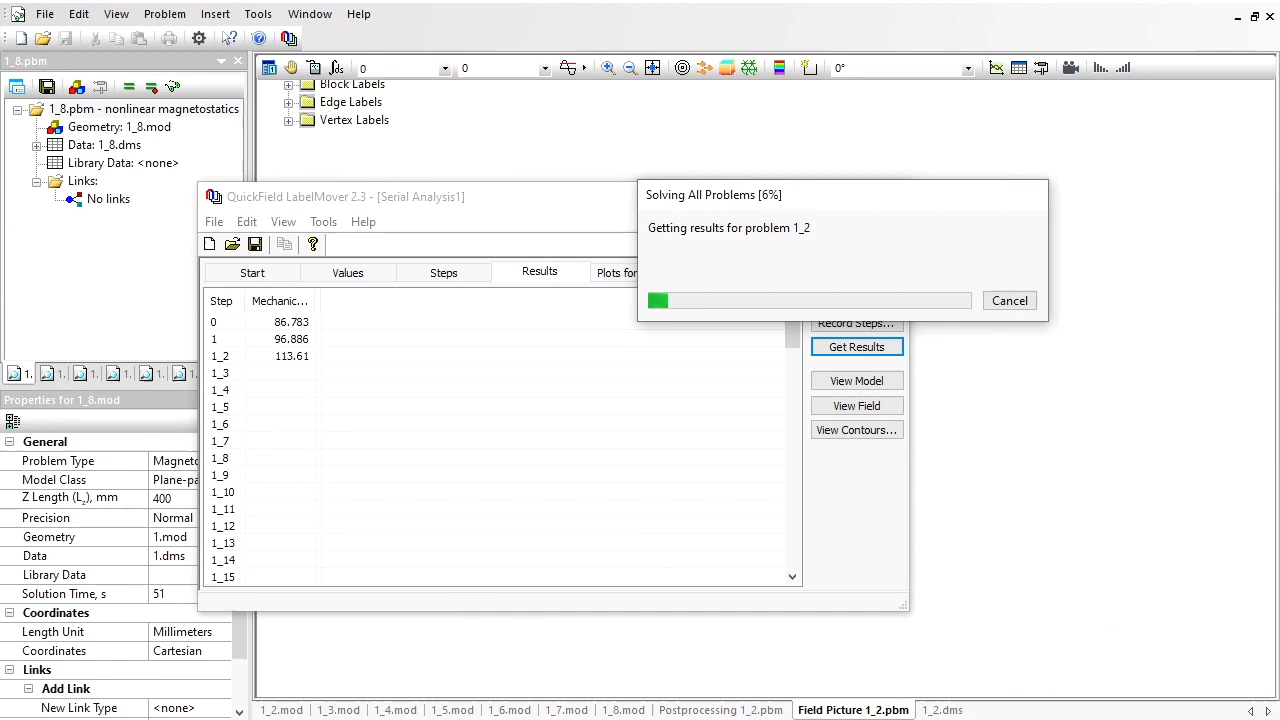 File Edit View Problem Insert Tools Window Help
1_8.pbm
0 0 0°
1_8.pbm - nonlinear magnetostatics
Geometry: 1_8.mod
Data: 1_8.dms
Library Data: <none>
Links:
No links
Block Labels
Edge Labels
Vertex Labels
1. 1. 1. 1. 1. 1.
Properties for 1_8.mod
General
Problem Type Magneto
Model Class Plane-pa
Z Length (Lz), mm 400
Precision Normal
Geometry 1.mod
Data 1.dms
Library Data
Solution Time, s 51
Coordinates
Length Unit Millimeters
Coordinates Cartesian
Links
Add Link
New Link Type <none>
QuickField LabelMover 2.3 - [Serial Analysis1]
File Edit View Tools Help
Start Values Steps Results Plots for
Step Mechanic...
0 86.783
1 96.886
1_2 113.61
1_3
1_4
1_5
1_6
1_7
1_8
1_9
1_10
1_11
1_12
1_13
1_14
1_15
Record Steps...
Get Results
View Model
View Field
View Contours...
Solving All Problems [6%]
Getting results for problem 1_2
Cancel
1_2.mod 1_3.mod 1_4.mod 1_5.mod 1_6.mod 1_7.mod 1_8.mod Postprocessing 1_2.pbm Field Picture 1_2.pbm 1_2.dms